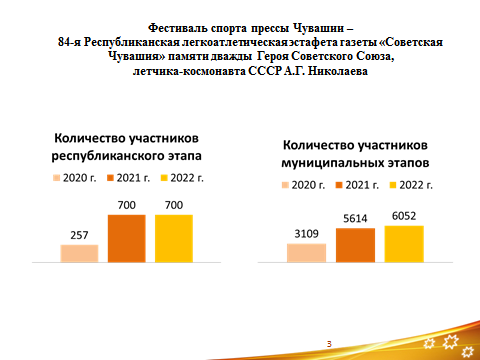 Фестиваль спорта прессы Чувашии –
84-я Республиканская легкоатлетическая эстафета газеты «Советская
Чувашия» памяти дважды Героя Советского Союза,
летчика-космонавта СССР А.Г. Николаева
Количество участников
республиканского этапа
2020 г. 2021 г. 2022 г.
257 700 700
Количество участников
муниципальных этапов
2020 г. 2021 г. 2022 г.
3109 5614 6052
3